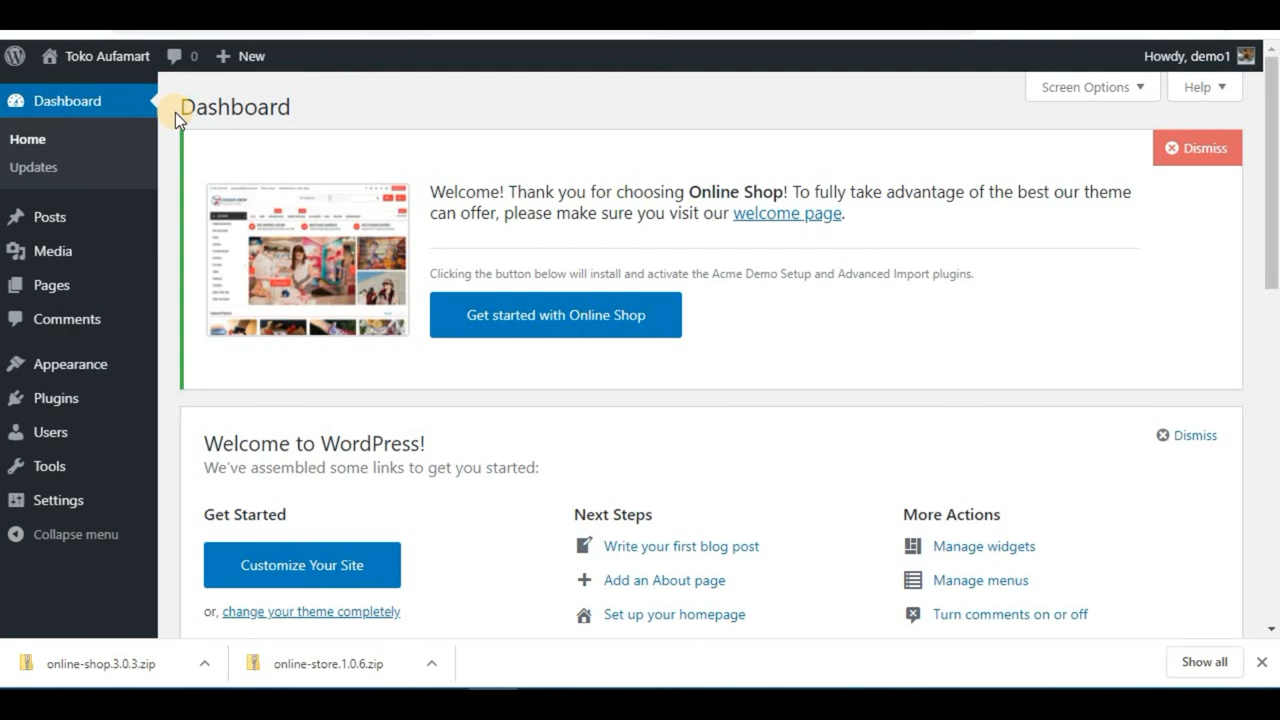 Toko Aufamart 0 New Howdy, demo1
Dashboard
Home
Updates
Posts
Media
Pages
Comments
Appearance
Plugins
Users
Tools
Settings
Collapse menu
Screen Options Help
Dashboard
Dismiss
Welcome! Thank you for choosing Online Shop! To fully take advantage of the best our theme
can offer, please make sure you visit our welcome page.
Clicking the button below will install and activate the Acme Demo Setup and Advanced Import plugins.
Get started with Online Shop
Welcome to WordPress!
Dismiss
We've assembled some links to get you started:
Get Started
Customize Your Site
or, change your theme completely
Next Steps
Write your first blog post
Add an About page
Set up your homepage
More Actions
Manage widgets
Manage menus
Turn comments on or off
online-shop.3.0.3.zip online-store.1.0.6.zip Show all